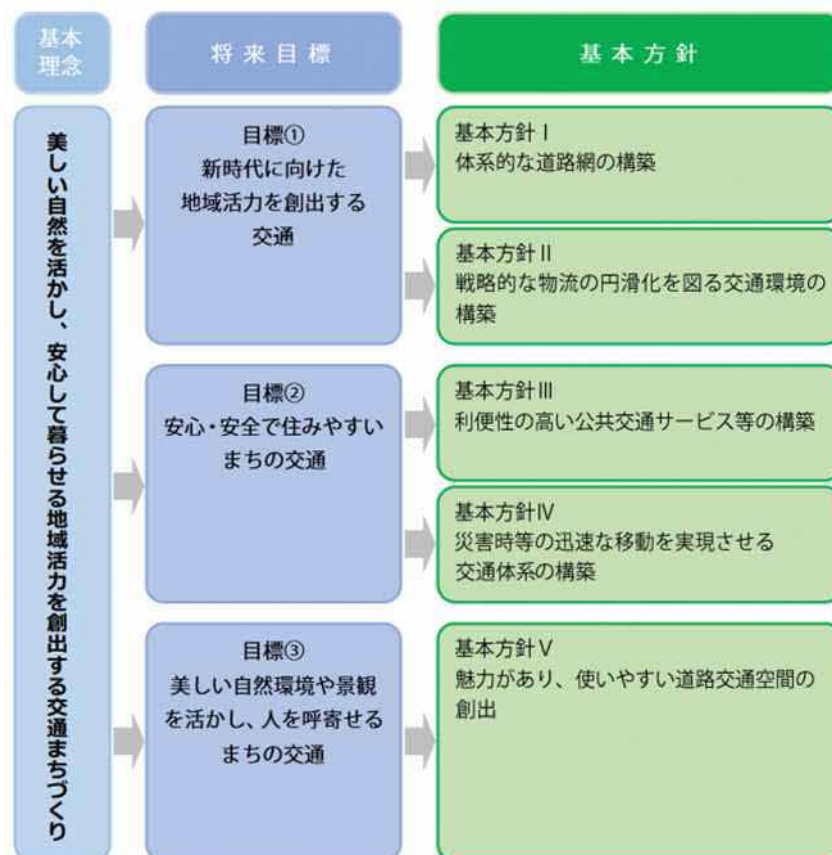 基本
理念
将来目標
基本方針
美しい自然を活かし、安心して暮らせる地域活力を創出する交通まちづくり
目標①
新時代に向けた
地域活力を創出する
交通
基本方針Ⅰ
体系的な道路網の構築
基本方針Ⅱ
戦略的な物流の円滑化を図る交通環境の
構築
目標②
安心・安全で住みやすい
まちの交通
基本方針Ⅲ
利便性の高い公共交通サービス等の構築
基本方針Ⅳ
災害時等の迅速な移動を実現させる
交通体系の構築
目標③
美しい自然環境や景観
を活かし、人を呼寄せる
まちの交通
基本方針Ⅴ
魅力があり、使いやすい道路交通空間の
創出